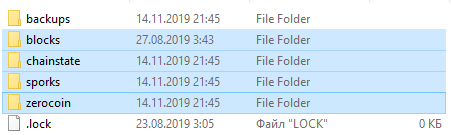 backups 14.11.2019 21:45 File Folder
blocks 27.08.2019 3:43 File Folder
chainstate 14.11.2019 21:45 File Folder
sporks 14.11.2019 21:45 File Folder
zerocoin 14.11.2019 21:45 File Folder
.lock 23.08.2019 3:05 Файл "LOCK" 0 КБ